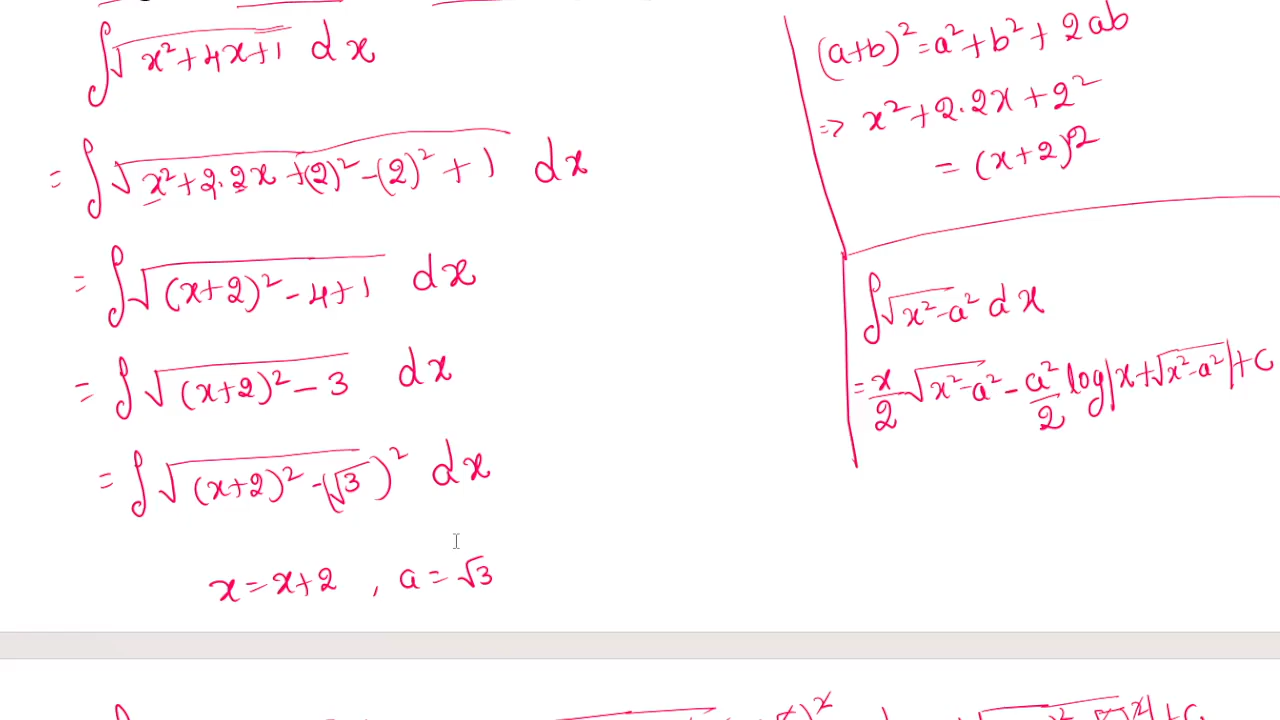 ∫√(x²+4x+1) dx
= ∫√(x²+2·2x+(2)²-(2)²+1) dx
= ∫√((x+2)²-4+1) dx
= ∫√((x+2)²-3) dx
= ∫√((x+2)²-(√3)²) dx
x=x+2, a=√3
(a+b)²=a²+b²+2ab
⇒ x²+2·2x+2²
= (x+2)²
∫√(x²-a²) dx
= x/2 √(x²-a²) - a²/2 log|x+√(x²-a²)|+C